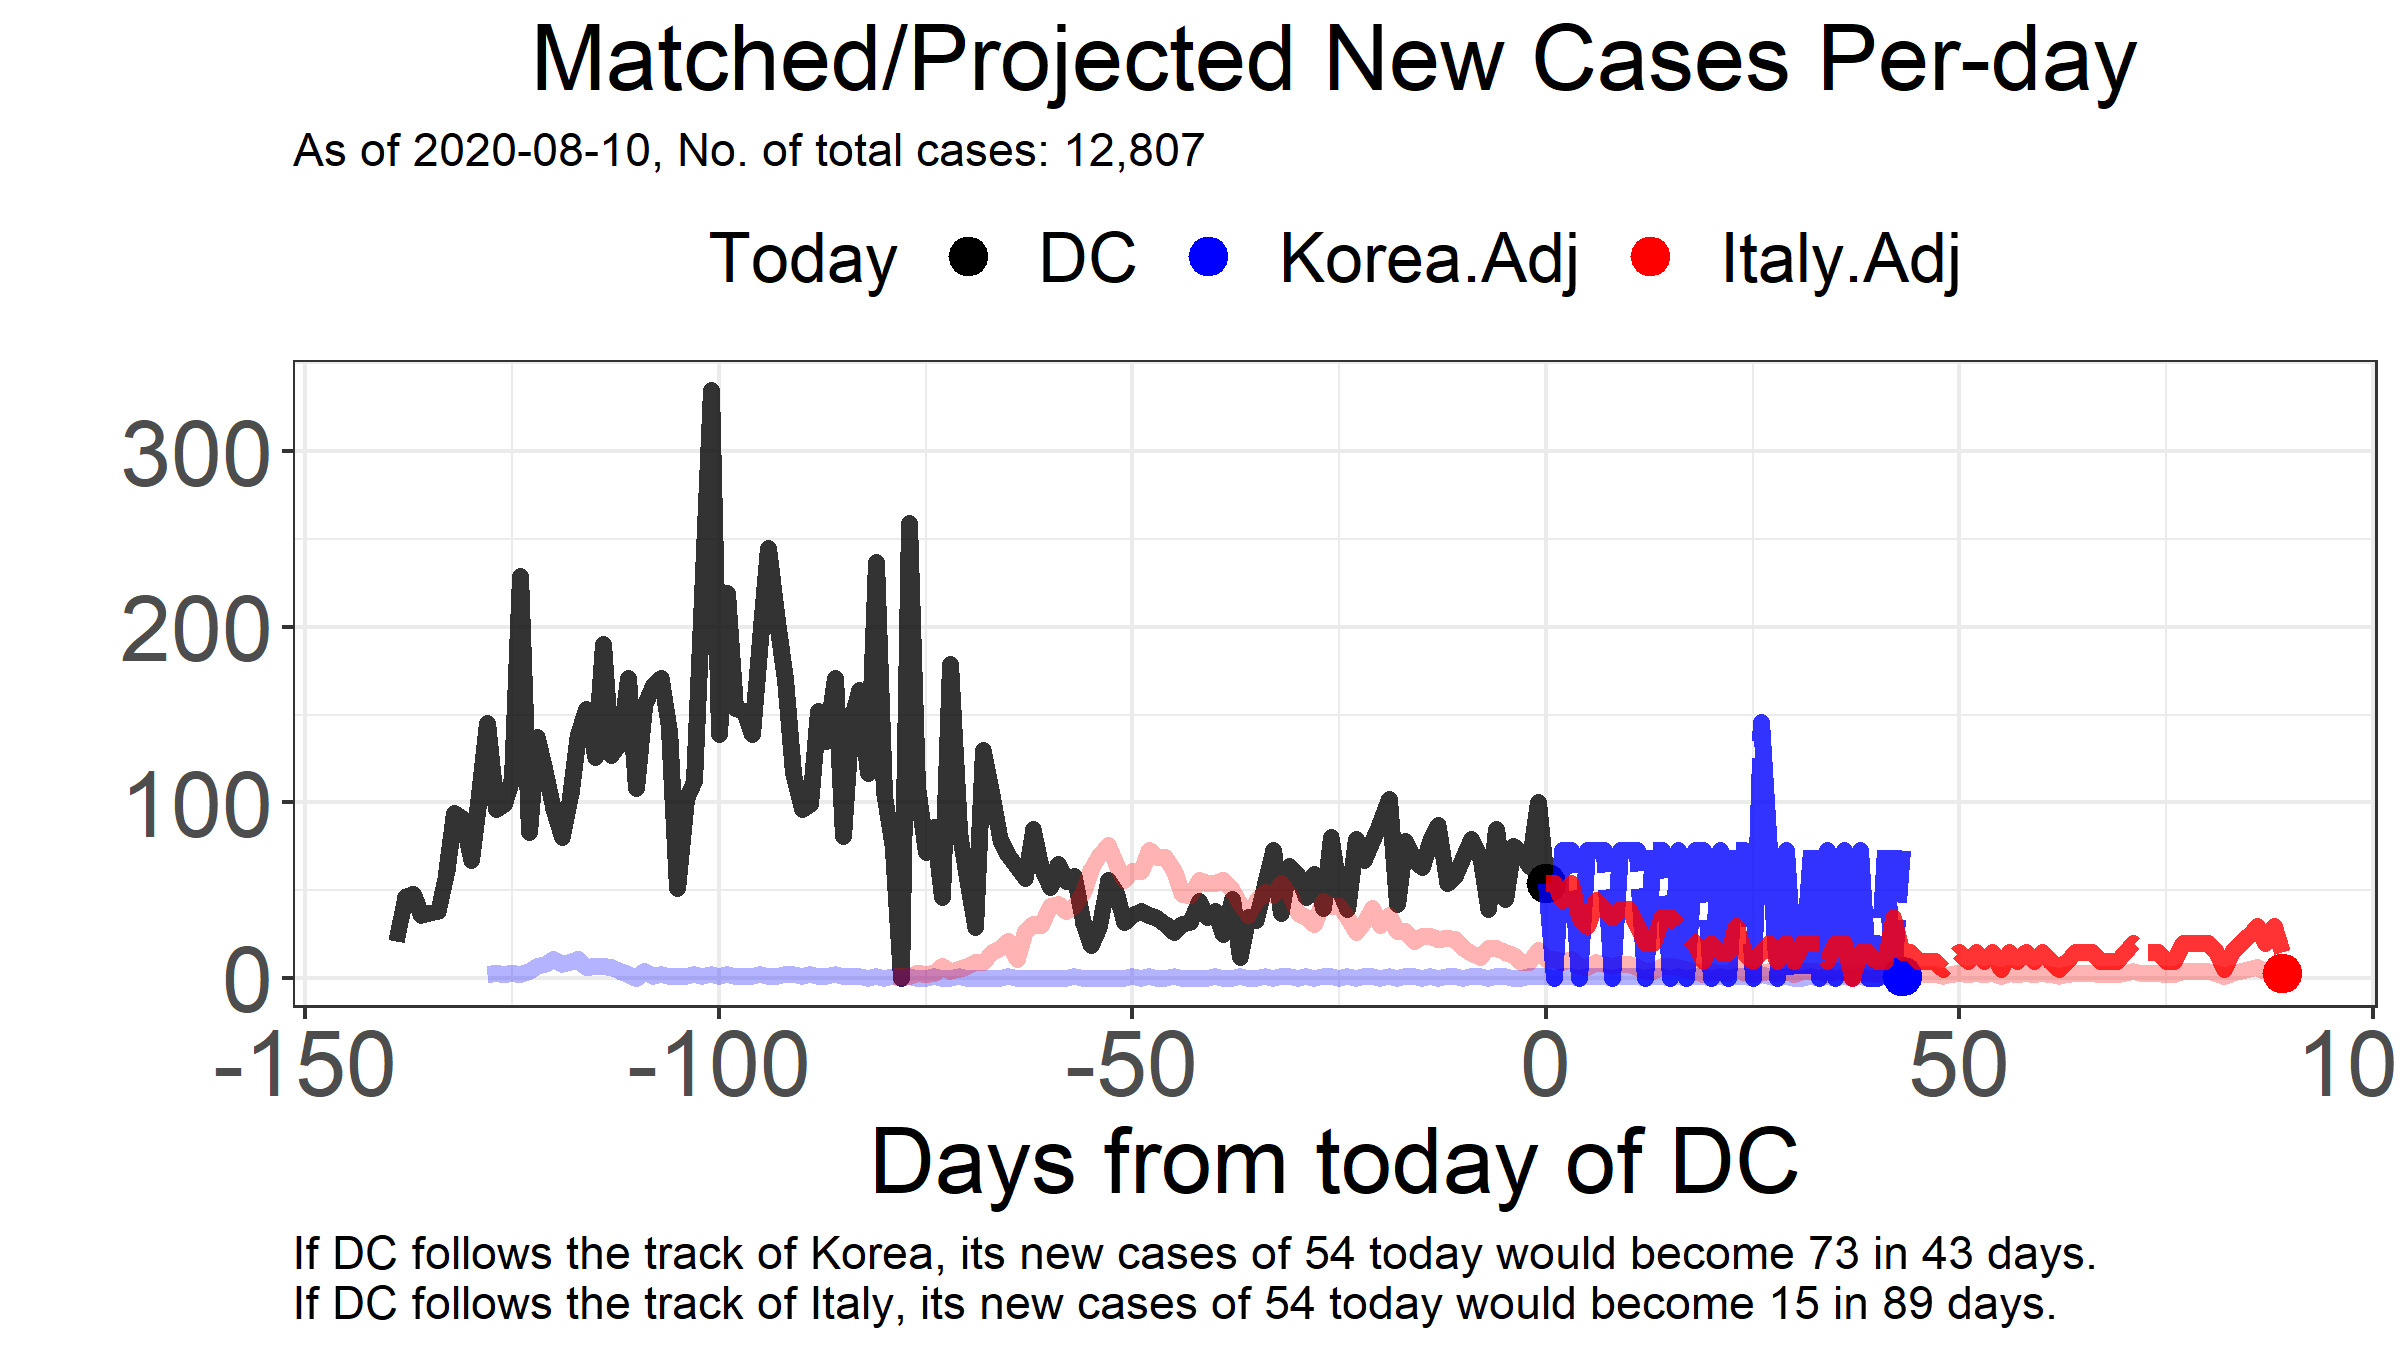 Matched/Projected New Cases Per-day
As of 2020-08-10, No. of total cases: 12,807
Today DC Korea.Adj Italy.Adj
300
200
100
0
-150 -100 -50 0 50 10
Days from today of DC
If DC follows the track of Korea, its new cases of 54 today would become 73 in 43 days.
If DC follows the track of Italy, its new cases of 54 today would become 15 in 89 days.